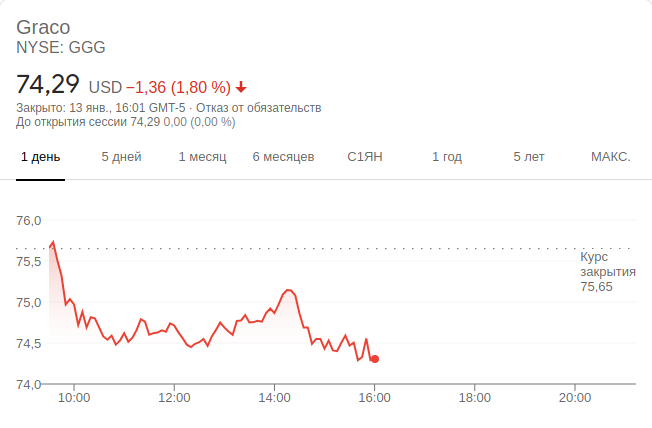 Graco
NYSE: GGG
74,29 USD −1,36 (1,80 %)
Закрыто: 13 янв., 16:01 GMT-5 · Отказ от обязательств
До открытия сессии 74,29 0,00 (0,00 %)
1 день 5 дней 1 месяц 6 месяцев С1ЯН 1 год 5 лет МАКС.
76,0
75,5
75,0
74,5
74,0
Курс
закрытия
75,65
10:00 12:00 14:00 16:00 18:00 20:00